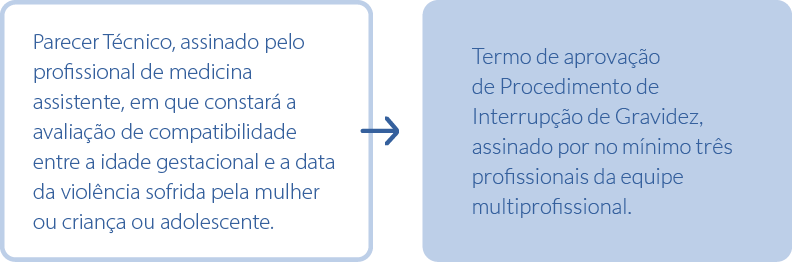 Parecer Técnico, assinado pelo
profissional de medicina
assistente, em que constará a
avaliação de compatibilidade
entre a idade gestacional e a data
da violência sofrida pela mulher
ou criança ou adolescente.
Termo de aprovação
de Procedimento de
Interrupção de Gravidez,
assinado por no mínimo três
profissionais da equipe
multiprofissional.